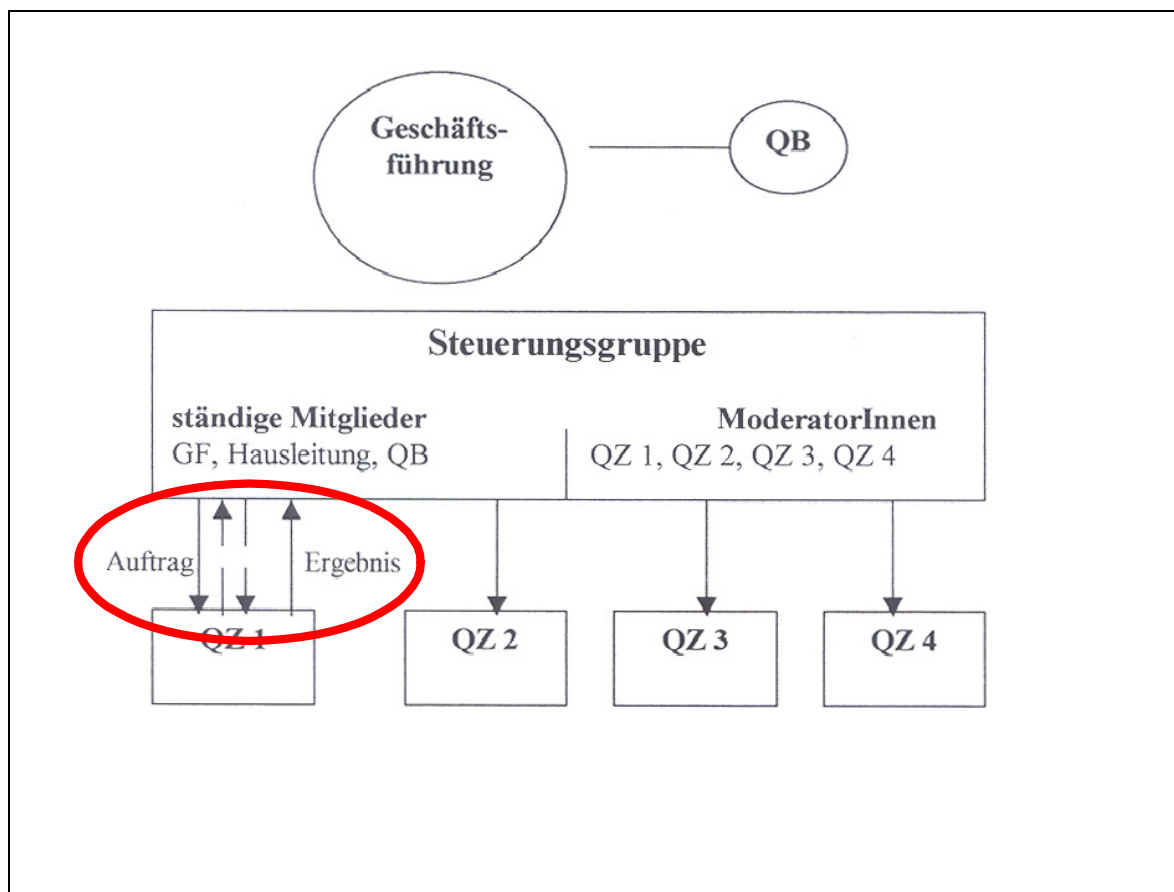 Geschäfts-
führung
QB
Steuerungsgruppe
ständige Mitglieder
GF, Hausleitung, QB
ModeratorInnen
QZ 1, QZ 2, QZ 3, QZ 4
Auftrag
Ergebnis
QZ 1
QZ 2
QZ 3
QZ 4